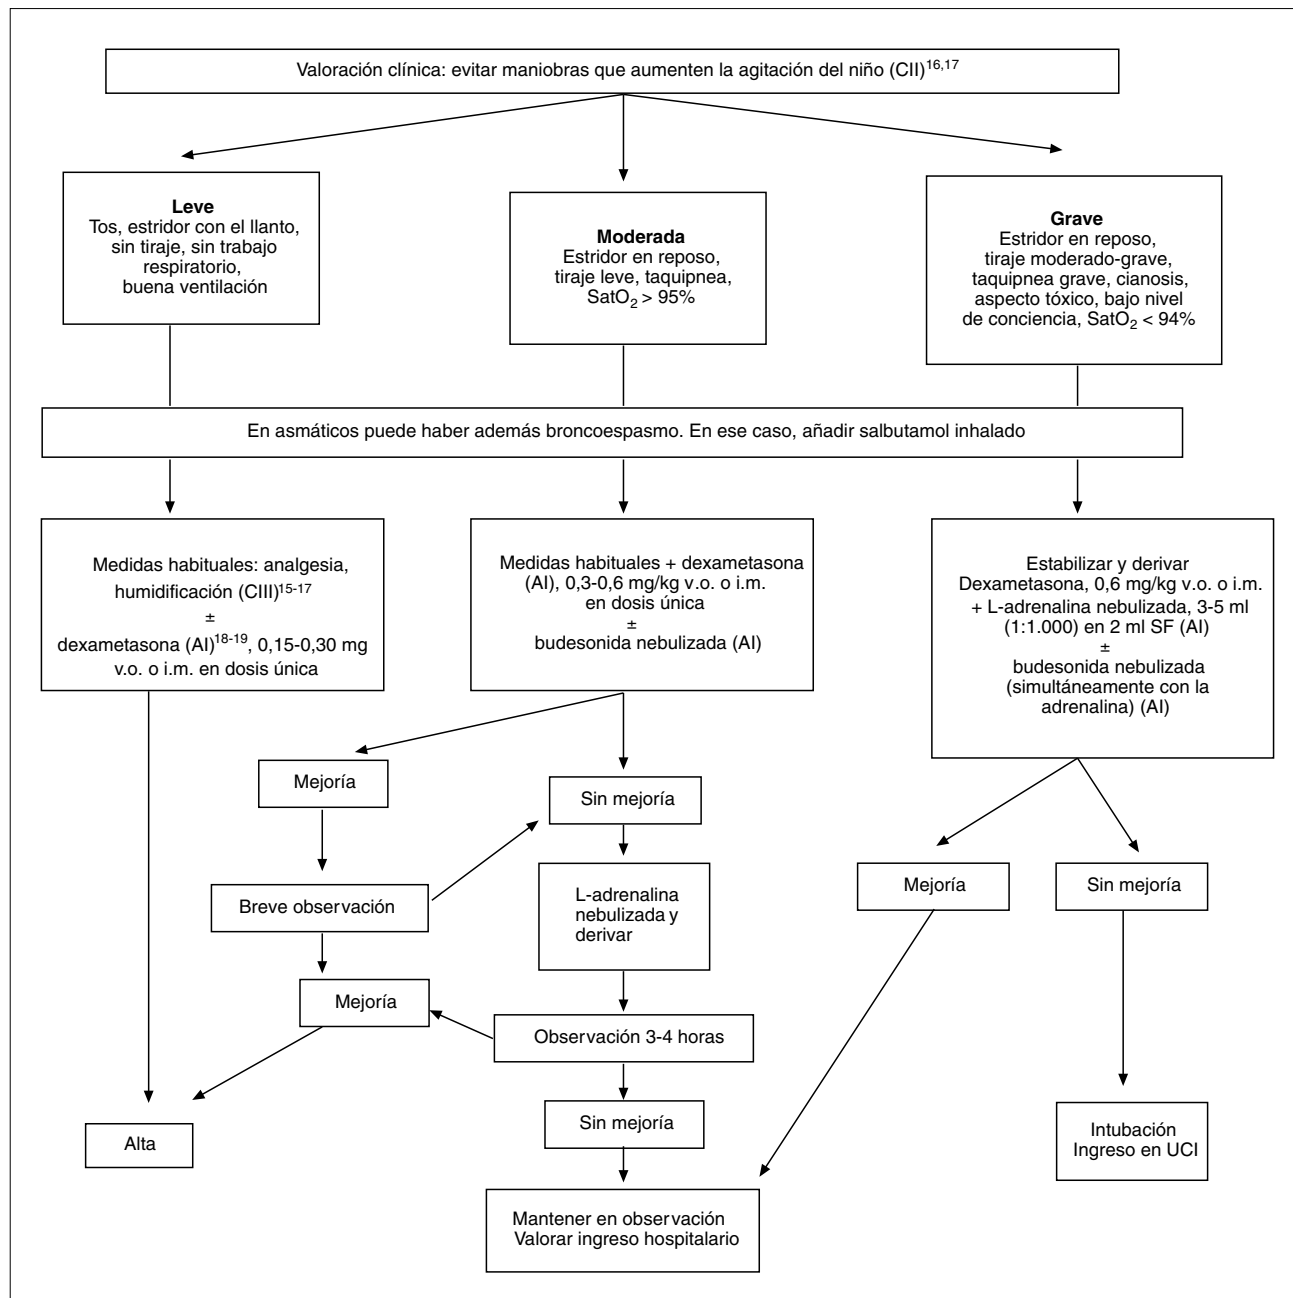 Valoración clínica: evitar maniobras que aumenten la agitación del niño (CII)16,17
Leve
Tos, estridor con el llanto,
sin tiraje, sin trabajo
respiratorio,
buena ventilación
Moderada
Estridor en reposo,
tiraje leve, taquipnea,
SatO2 > 95%
Grave
Estridor en reposo,
tiraje moderado-grave,
taquipnea grave, cianosis,
aspecto tóxico, bajo nivel
de conciencia, SatO2 < 94%
En asmáticos puede haber además broncoespasmo. En ese caso, añadir salbutamol inhalado
Medidas habituales: analgesia,
humidificación (CIII)15-17
±
dexametasona (AI)18-19, 0,15-0,30 mg
v.o. o i.m. en dosis única
Medidas habituales + dexametasona
(AI), 0,3-0,6 mg/kg v.o. o i.m.
en dosis única
±
budesonida nebulizada (AI)
Estabilizar y derivar
Dexametasona, 0,6 mg/kg v.o. o i.m.
+ L-adrenalina nebulizada, 3-5 ml
(1:1.000) en 2 ml SF (AI)
±
budesonida nebulizada
(simultáneamente con la
adrenalina) (AI)
Mejoría
Sin mejoría
Breve observación
L-adrenalina
nebulizada y
derivar
Mejoría
Sin mejoría
Mejoría
Observación 3-4 horas
Sin mejoría
Alta
Intubación
Ingreso en UCI
Mantener en observación
Valorar ingreso hospitalario